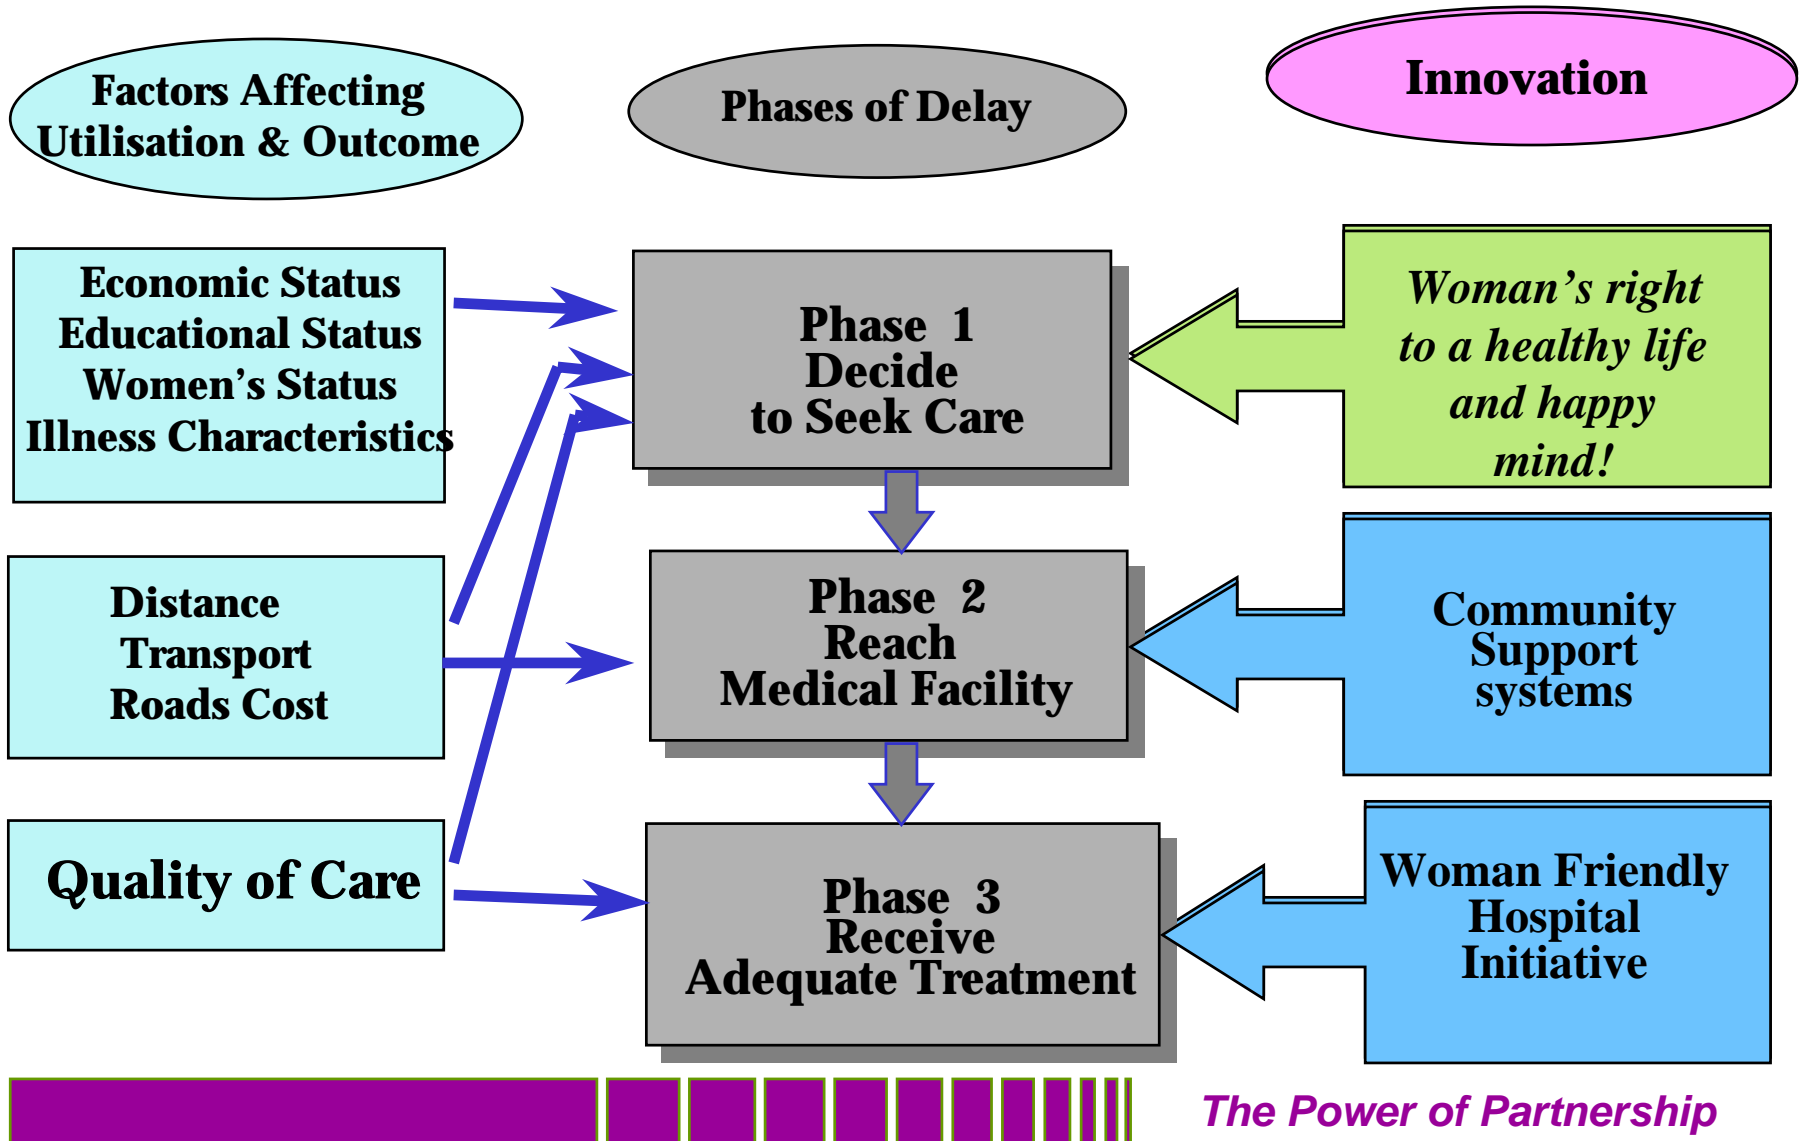 Factors Affecting
Utilisation & Outcome
Phases of Delay
Innovation
Economic Status
Educational Status
Women's Status
Illness Characteristics
Phase 1
Decide
to Seek Care
Woman's right
to a healthy life
and happy
mind!
Distance
Transport
Roads Cost
Phase 2
Reach
Medical Facility
Community
Support
systems
Quality of Care
Phase 3
Receive
Adequate Treatment
Woman Friendly
Hospital
Initiative
The Power of Partnership